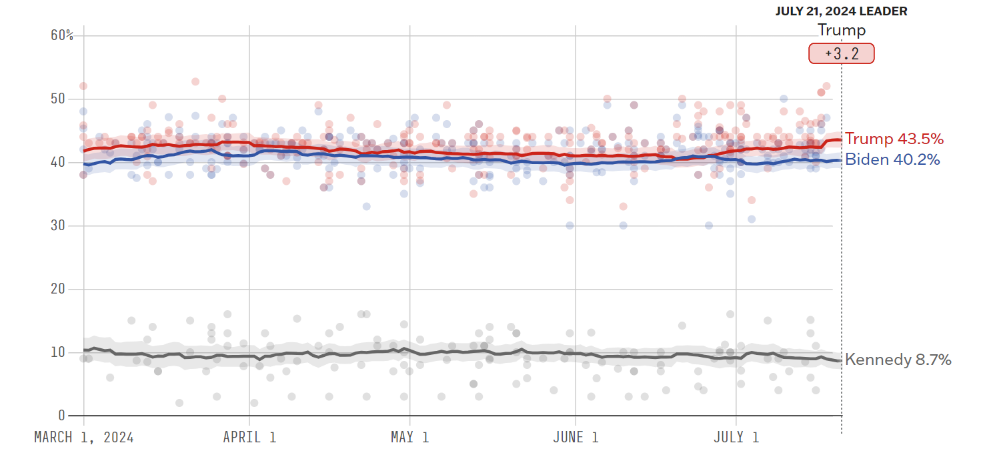 JULY 21, 2024 LEADER
Trump
+3.2
60%
50
40
30
20
10
0
Trump 43.5%
Biden 40.2%
Kennedy 8.7%
MARCH 1, 2024
APRIL 1
MAY 1
JUNE 1
JULY 1